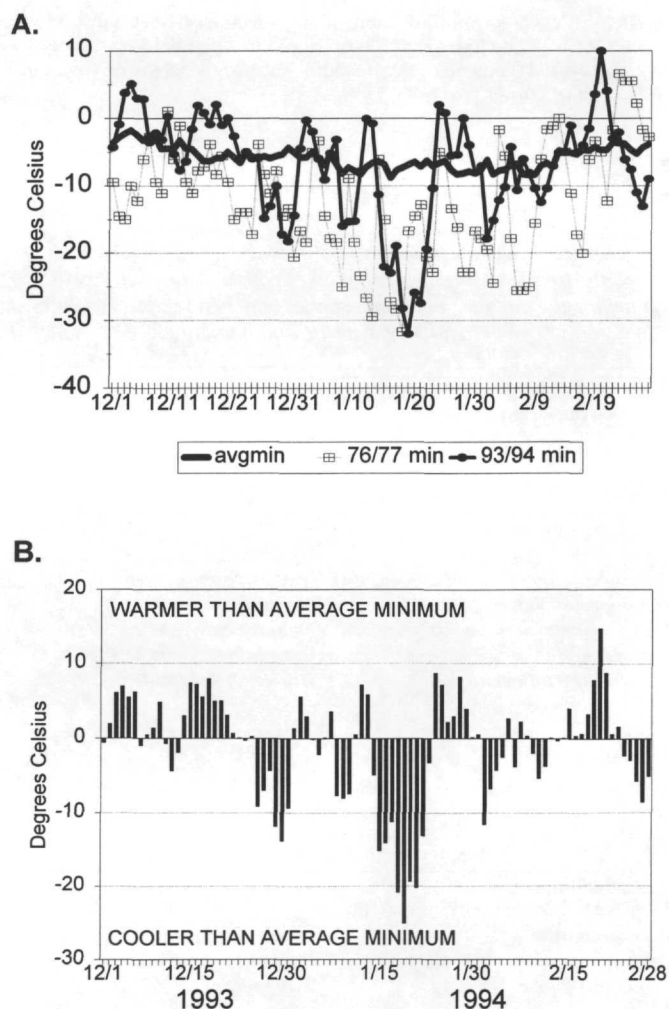 A.
10
0
-10
-20
-30
-40
Degrees Celsius
12/1 12/11 12/21 12/31 1/10 1/20 1/30 2/9 2/19
avgmin 76/77 min 93/94 min
B.
20
10
0
-10
-20
-30
Degrees Celsius
WARMER THAN AVERAGE MINIMUM
COOLER THAN AVERAGE MINIMUM
12/1 12/15 12/30 1/15 1/30 2/15 2/28
1993 1994